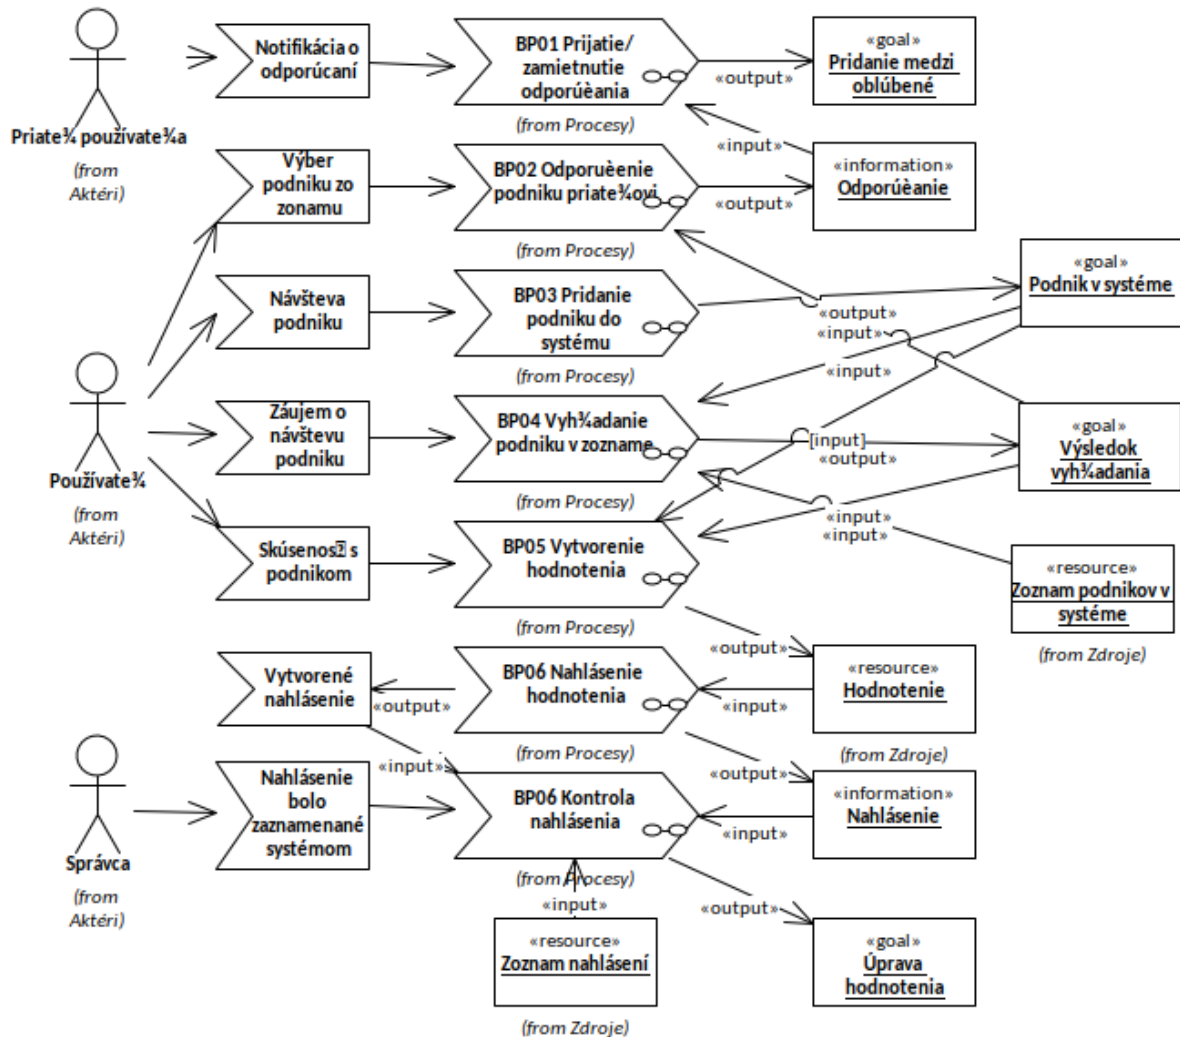 Notifikácia o
odporúcaní
BP01 Prijatie/
zamietnutie
odporúèania
(from Procesy)
«output»
«goal»
Pridanie medzi
oblúbené
Priate¾ používate¾a
(from
Aktéri)
«input»
Výber
podniku zo
zonamu
BP02 Odporuèenie
podniku priate¾ovi
(from Procesy)
«output»
«information»
Odporúèanie
Návšteva
podniku
BP03 Pridanie
podniku do
systému
(from Procesy)
«output»
«input»
«goal»
Podnik v systéme
«input»
Používate¾
(from
Aktéri)
Záujem o
návštevu
podniku
BP04 Vyh¾adanie
podniku v zozname
(from Procesy)
[input]
«output»
«goal»
Výsledok
vyh¾adania
«input»
«input»
Skúsenos s
podnikom
BP05 Vytvorenie
hodnotenia
(from Procesy)
«resource»
Zoznam podnikov v
systéme
(from Zdroje)
«output»
Vytvorené
nahlásenie
«output»
BP06 Nahlásenie
hodnotenia
(from Procesy)
«input»
«resource»
Hodnotenie
(from Zdroje)
«input»
«output»
Správca
(from
Aktéri)
Nahlásenie
bolo
zaznamenané
systémom
BP06 Kontrola
nahlásenia
(from Procesy)
«input»
«information»
Nahlásenie
«input»
«output»
«resource»
Zoznam nahlásení
(from Zdroje)
«goal»
Úprava
hodnotenia